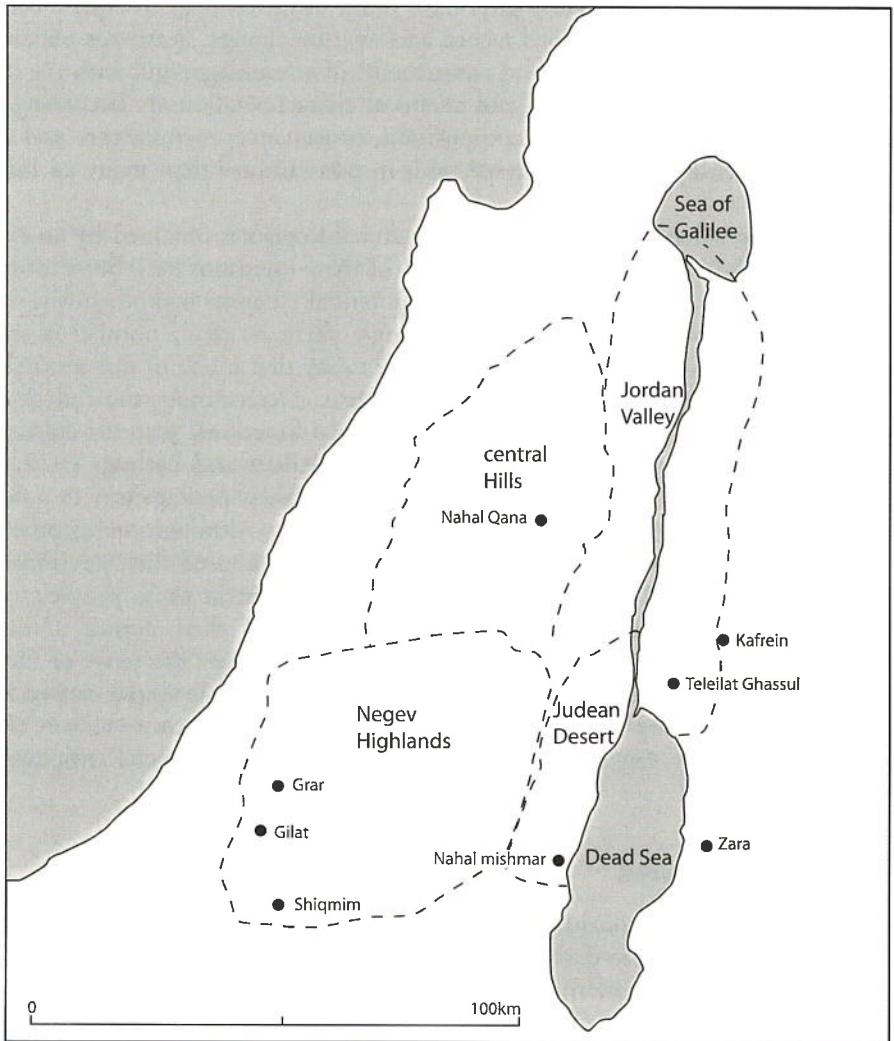 Sea of
Galilee
Jordan
Valley
central
Hills
Nahal Qana
Kafrein
Teleilat Ghassul
Negev
Highlands
Judean
Desert
Grar
Gilat
Nahal mishmar
Dead Sea
Zara
Shiqmim
0
100km